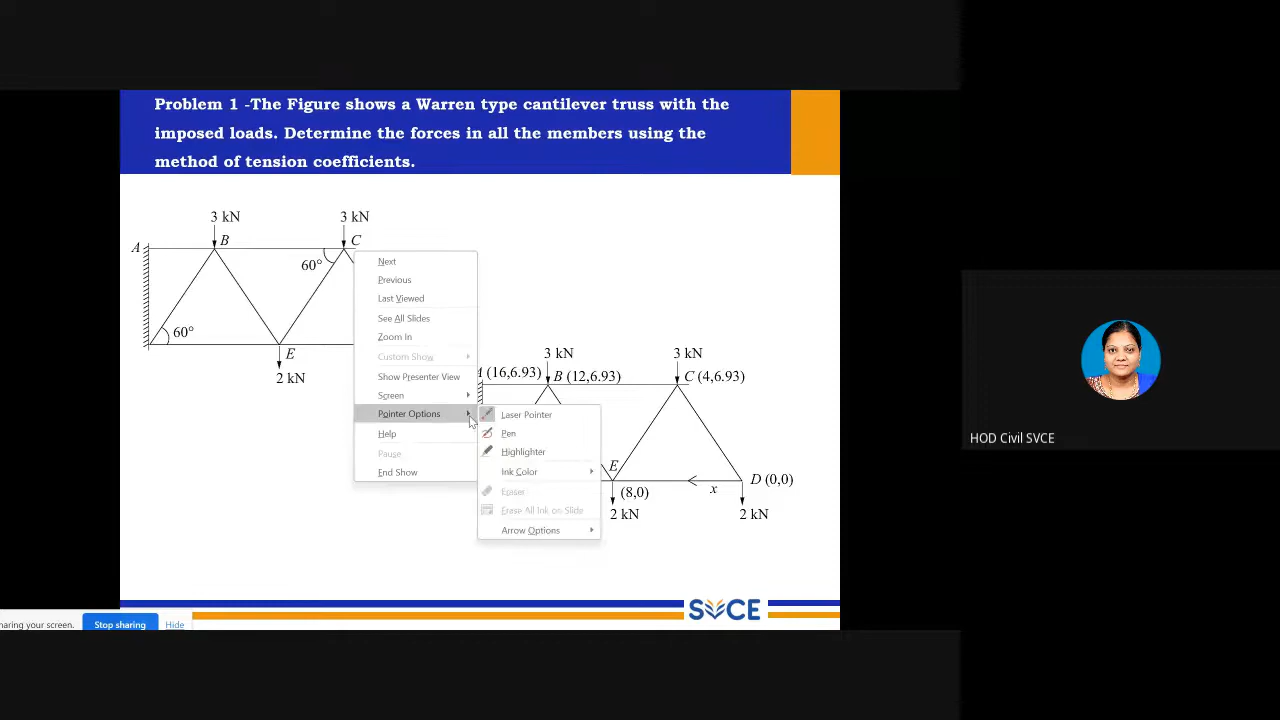 Problem 1 -The Figure shows a Warren type cantilever truss with the
imposed loads. Determine the forces in all the members using the
method of tension coefficients.
3 kN
3 kN
A
B
C
60°
60°
E
2 kN
Next
Previous
Last Viewed
See All Slides
Zoom In
Custom Show
Show Presenter View
Screen
Pointer Options
Help
Pause
End Show
Laser Pointer
Pen
Highlighter
Ink Color
Eraser
Erase All Ink on Slide
Arrow Options
3 kN
3 kN
(16,6.93)
B (12,6.93)
C (4,6.93)
E
(8,0)
x
D (0,0)
2 kN
2 kN
HOD Civil SVCE
SVCE
haring your screen.
Stop sharing
Hide